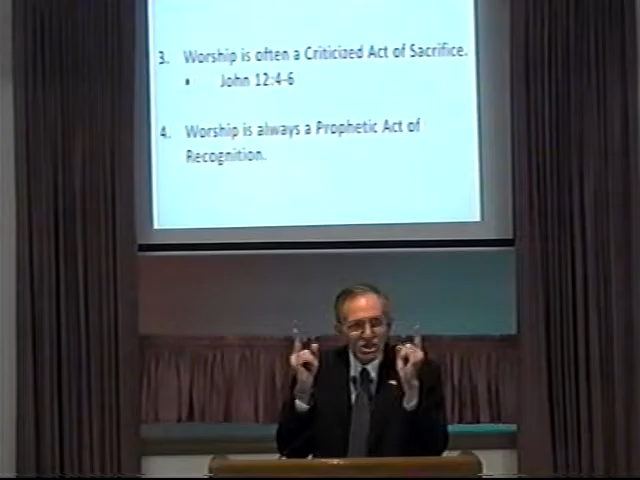 3. Worship is often a Criticized Act of Sacrifice.
• John 12:4-6
4. Worship is always a Prophetic Act of
Recognition.